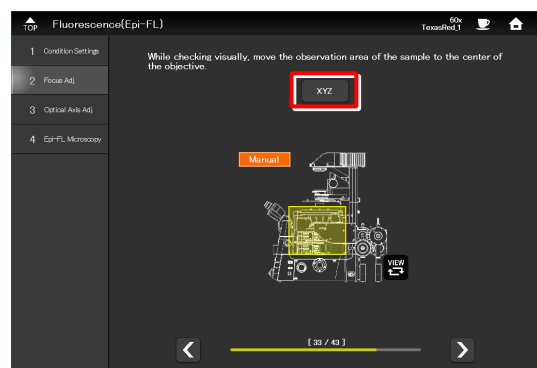 TOP
Fluorescence(Epi-FL)
60x
TexasRed_1
1 Condition Settings
2 Focus Adj.
3 Optical Axis Adj.
4 Epi-FL Microscopy
While checking visually, move the observation area of the sample to the center of
the objective.
XYZ
Manual
VIEW
[ 33 / 43 ]